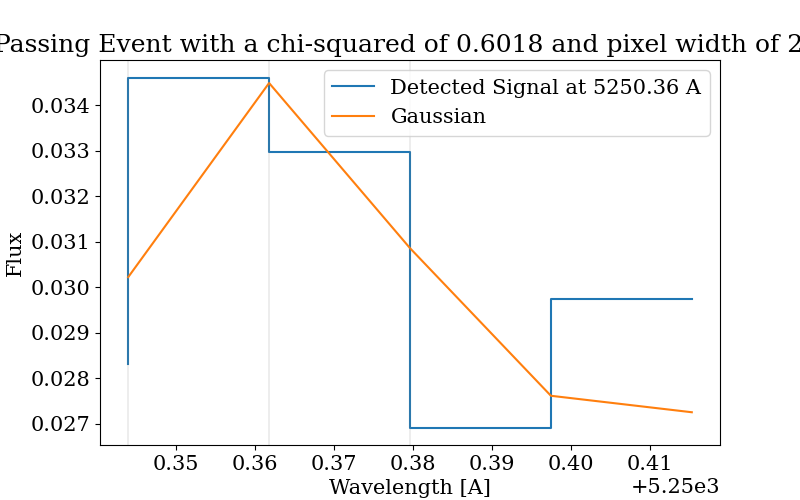 Passing Event with a chi-squared of 0.6018 and pixel width of 2
Detected Signal at 5250.36 A
Gaussian
0.034
0.033
0.032
0.031
0.030
0.029
0.028
0.027
Flux
0.35 0.36 0.37 0.38 0.39 0.40 0.41
+5.25e3
Wavelength [A]